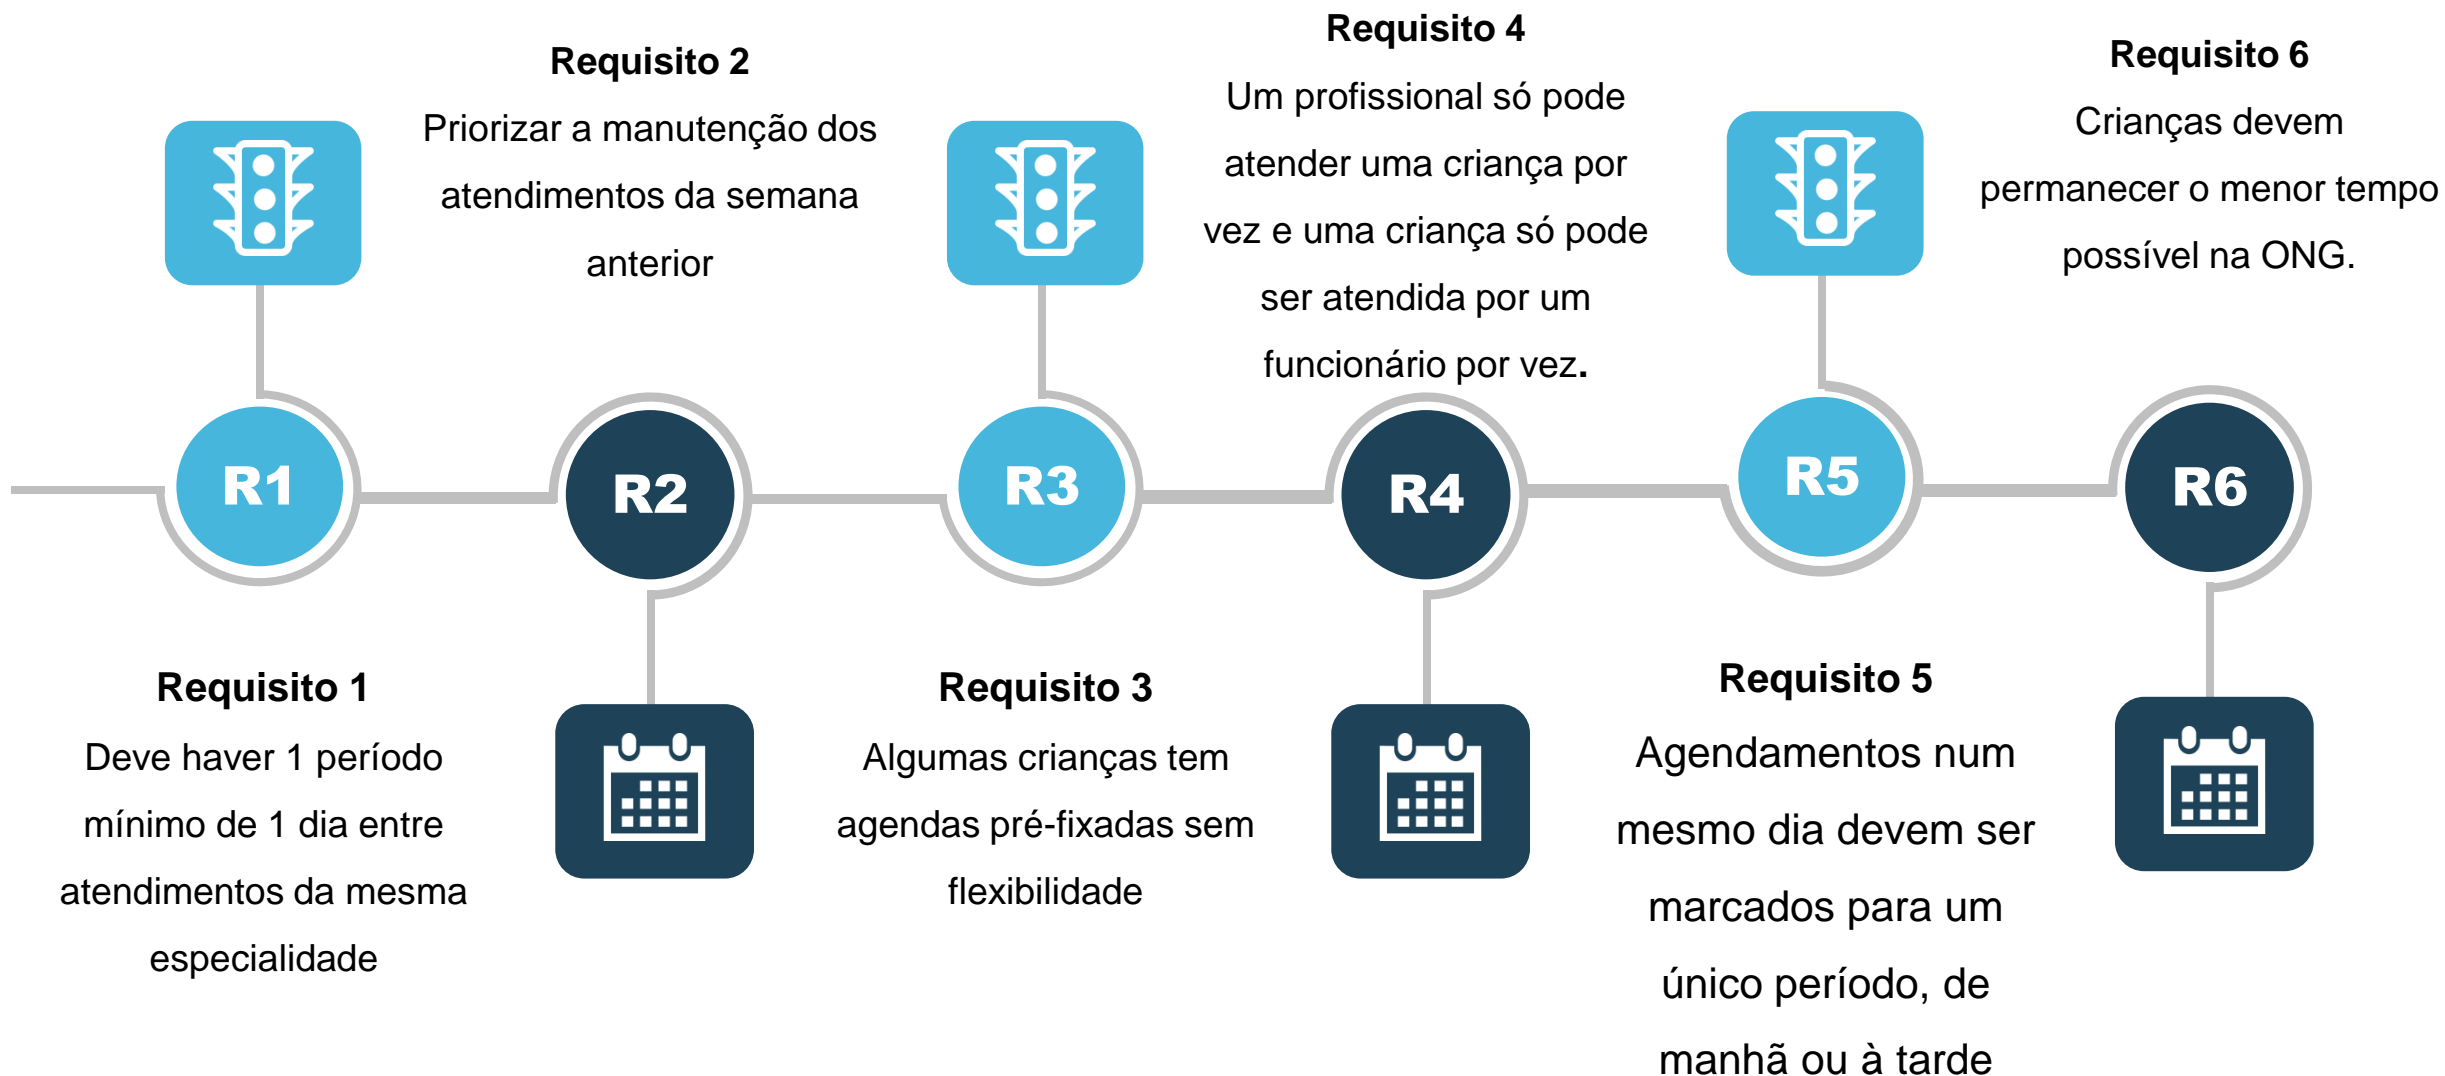 Requisito 1
Deve haver 1 período
mínimo de 1 dia entre
atendimentos da mesma
especialidade
Requisito 2
Priorizar a manutenção dos
atendimentos da semana
anterior
Requisito 3
Algumas crianças tem
agendas pré-fixadas sem
flexibilidade
Requisito 4
Um profissional só pode
atender uma criança por
vez e uma criança só pode
ser atendida por um
funcionário por vez.
Requisito 5
Agendamentos num
mesmo dia devem ser
marcados para um
único período, de
manhã ou à tarde
Requisito 6
Crianças devem
permanecer o menor tempo
possível na ONG.
R1
R2
R3
R4
R5
R6